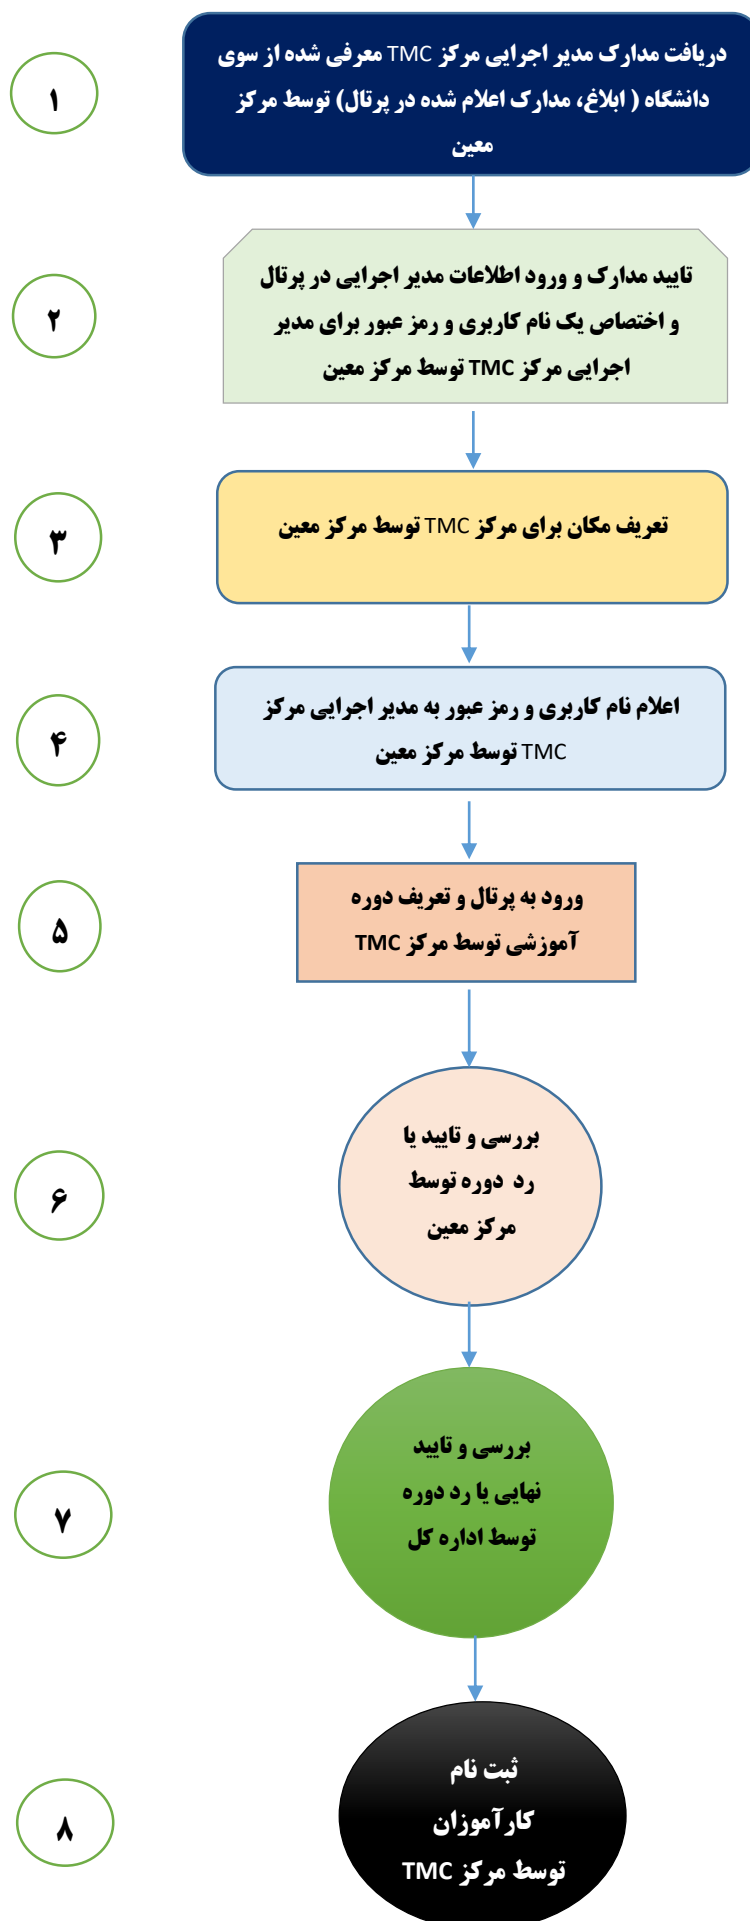 ۱
دریافت مدارک مدیر اجرایی مرکز TMC معرفی شده از سوی
دانشگاه ( ابلاغ، مدارک اعلام شده در پرتال) توسط مرکز
معین
۲
تایید مدارک و ورود اطلاعات مدیر اجرایی در پرتال
و اختصاص یک نام کاربری و رمز عبور برای مدیر
اجرایی مرکز TMC توسط مرکز معین
۳
تعریف مکان برای مرکز TMC توسط مرکز معین
۴
اعلام نام کاربری و رمز عبور به مدیر اجرایی مرکز
TMC توسط مرکز معین
۵
ورود به پرتال و تعریف دوره
آموزشی توسط مرکز TMC
۶
بررسی و تایید یا
رد دوره توسط
مرکز معین
۷
بررسی و تایید
نهایی یا رد دوره
توسط اداره کل
۸
ثبت نام
کارآموزان
توسط مرکز TMC